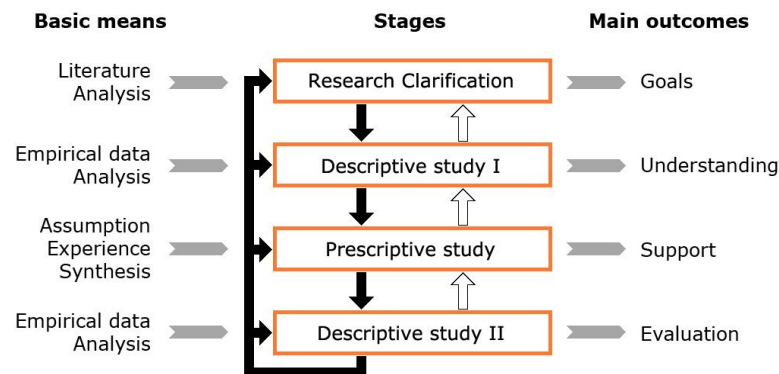 Basic means
Stages
Main outcomes
Literature
Analysis
Research Clarification
Goals
Empirical data
Analysis
Descriptive study I
Understanding
Assumption
Experience
Synthesis
Prescriptive study
Support
Empirical data
Analysis
Descriptive study II
Evaluation